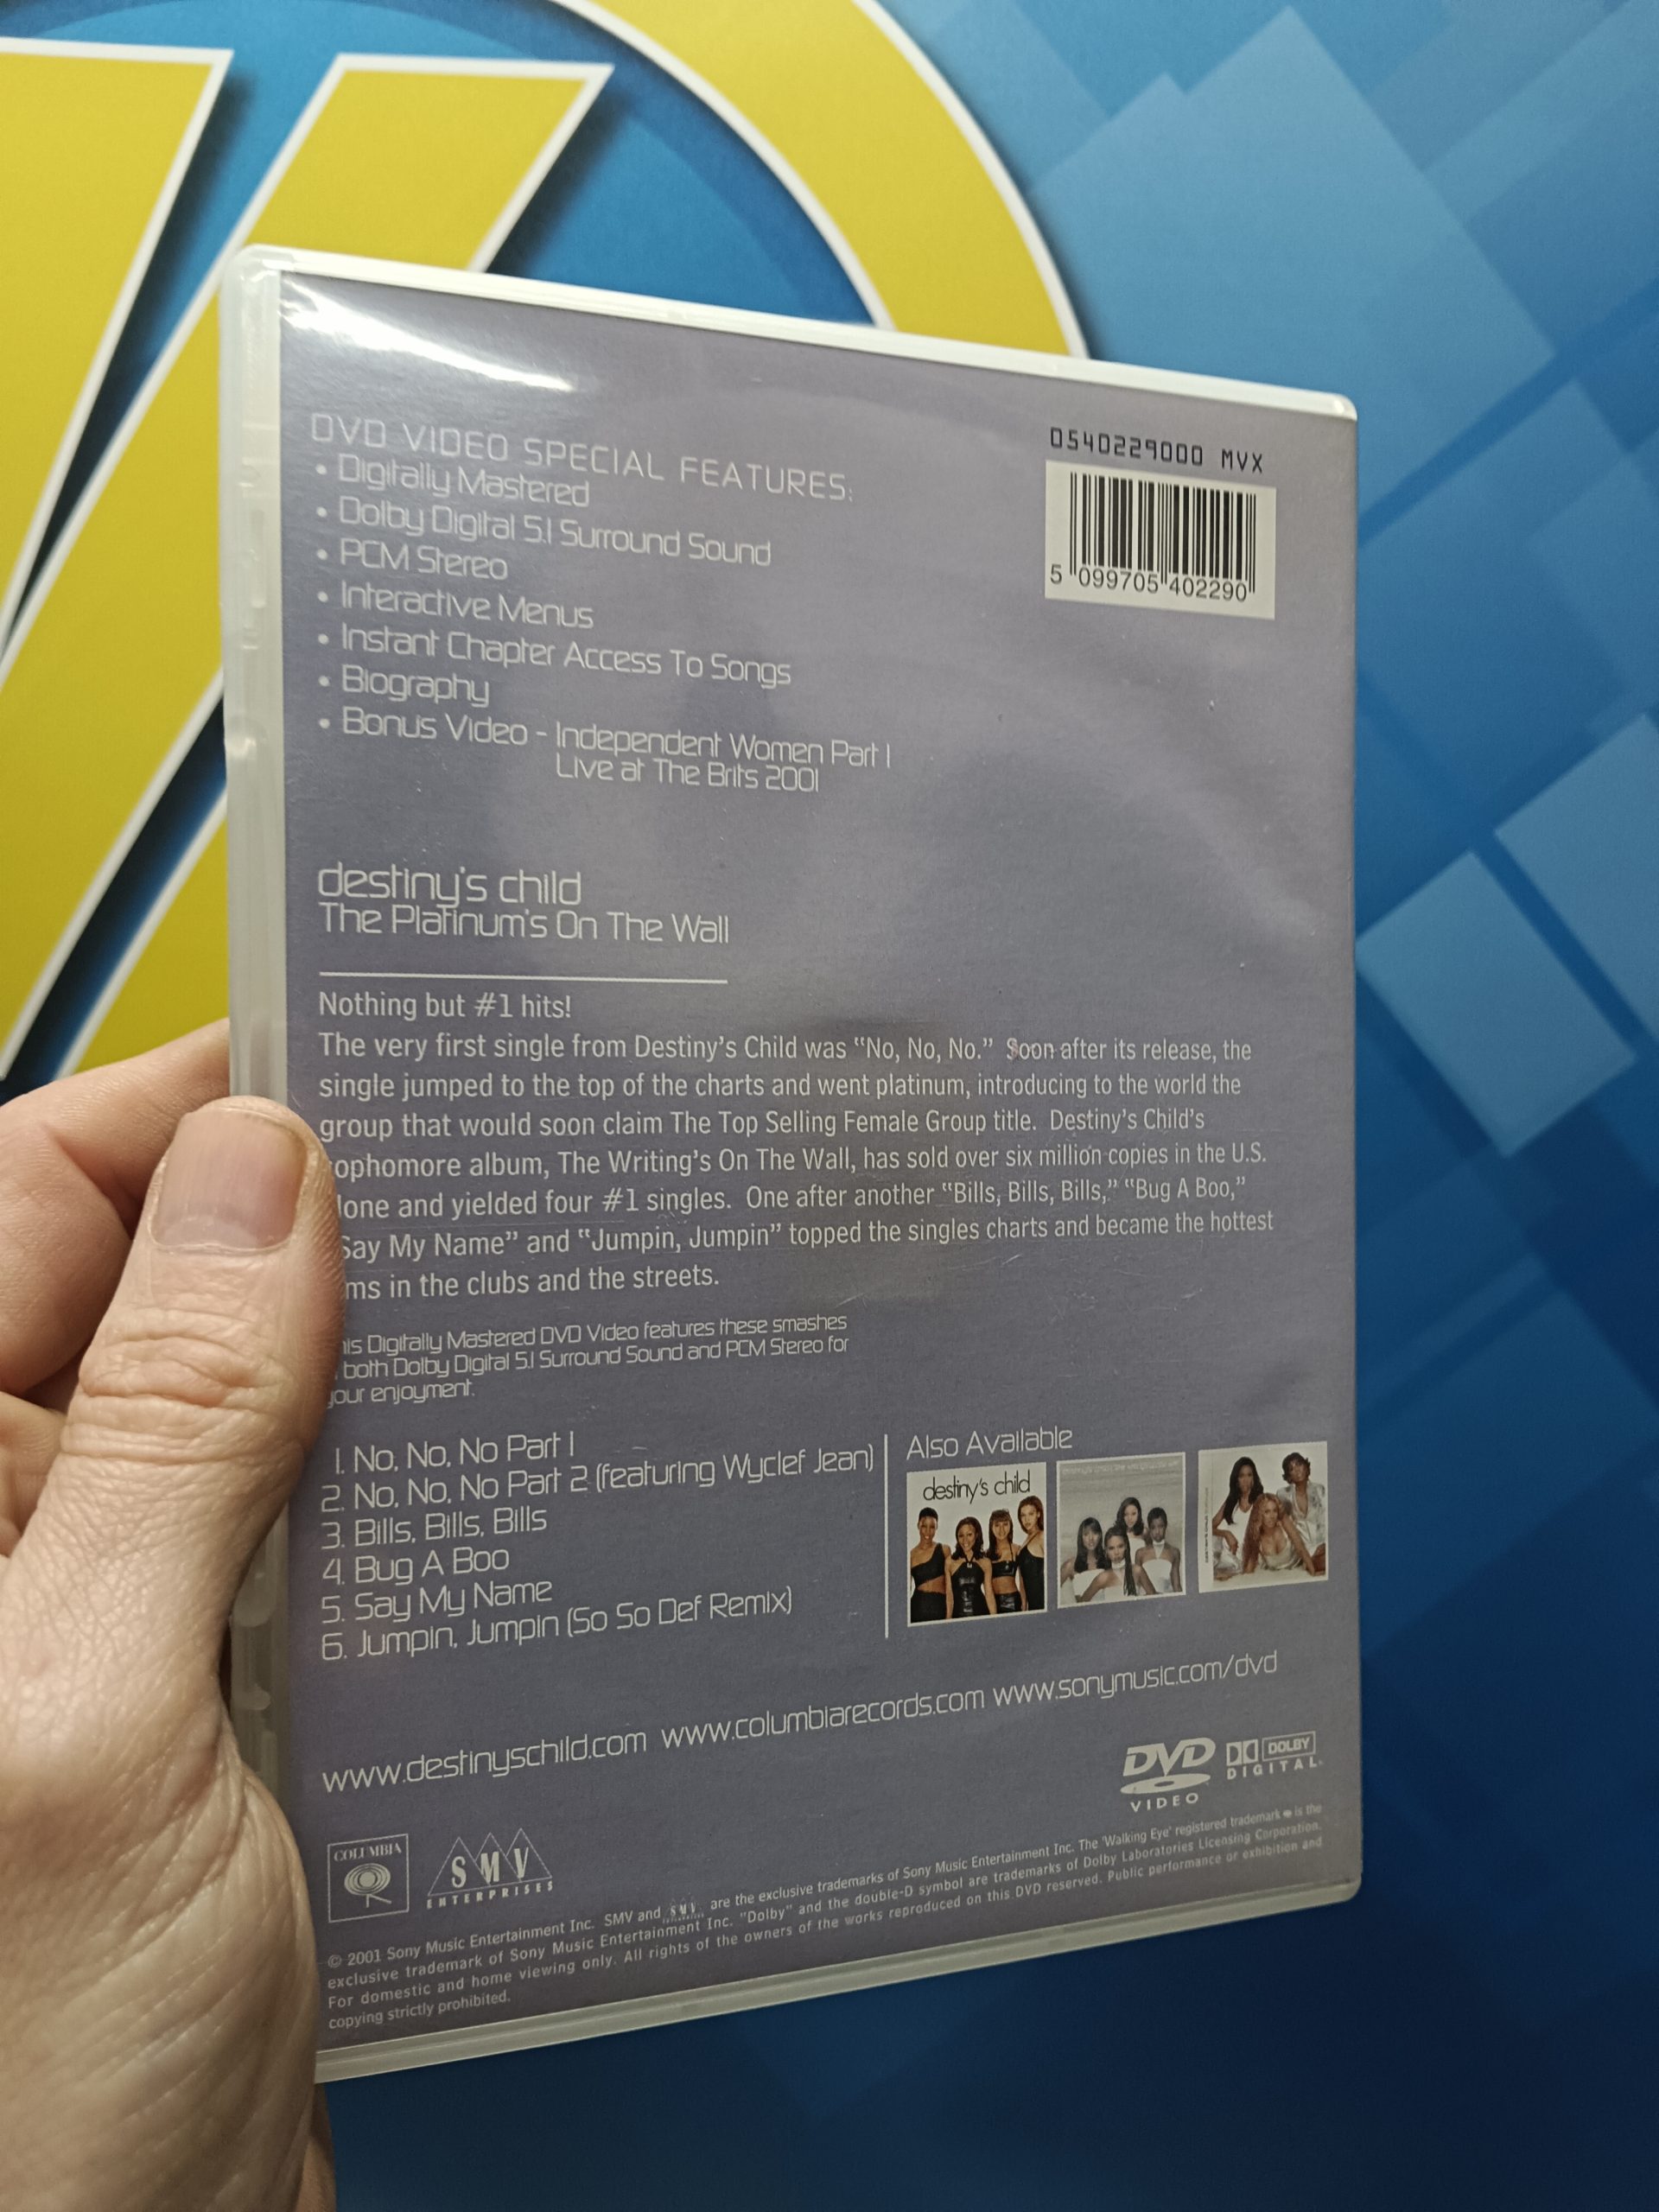 DVD VIDEO SPECIAL FEATURES:
• Digitally Mastered
• Dolby Digital 5.1 Surround Sound
• PCM Stereo
• Interactive Menus
• Instant Chapter Access To Songs
• Biography
• Bonus Video - Independent Women Part 1
Live at The Brits 2001
0540229000 MVX
5 099705 402290
destiny's child
The Platinum's On The Wall
Nothing but #1 hits!
The very first single from Destiny's Child was "No, No, No." Soon after its release, the
single jumped to the top of the charts and went platinum, introducing to the world the
group that would soon claim The Top Selling Female Group title. Destiny's Child's
ophomore album, The Writing's On The Wall, has sold over six million copies in the U.S.
lone and yielded four #1 singles. One after another "Bills, Bills, Bills," "Bug A Boo,"
Say My Name" and "Jumpin, Jumpin" topped the singles charts and became the hottest
ms in the clubs and the streets.
his Digitally Mastered DVD Video features these smashes
both Dolby Digital 5.1 Surround Sound and PCM Stereo for
your enjoyment.
1. No, No, No Part 1
2. No, No, No Part 2 (featuring Wyclef Jean)
3. Bills, Bills, Bills
4. Bug A Boo
5. Say My Name
6. Jumpin, Jumpin (So So Def Remix)
Also Available
destiny's child
www.destinyschild.com www.columbiarecords.com www.sonymusic.com/dvd
DVD
VIDEO
DOLBY
DIGITAL
COLUMBIA
SMV
ENTERPRISES
© 2001 Sony Music Entertainment Inc. SMV and SMV are the exclusive trademarks of Sony Music Entertainment Inc. The 'Walking Eye' registered trademark is the
exclusive trademark of Sony Music Entertainment Inc. "Dolby" and the double-D symbol are trademarks of Dolby Laboratories Licensing Corporation.
For domestic and home viewing only. All rights of the owners of the works reproduced on this DVD reserved. Public performance or exhibition and
copying strictly prohibited.